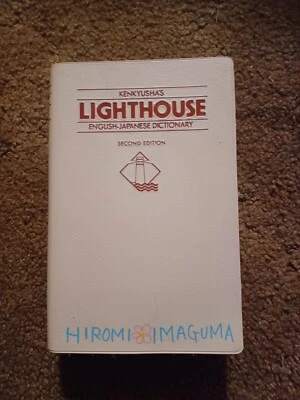 KENKYUSHA'S
LIGHTHOUSE
ENGLISH-JAPANESE DICTIONARY
SECOND EDITION
HIROMI IMAGUMA